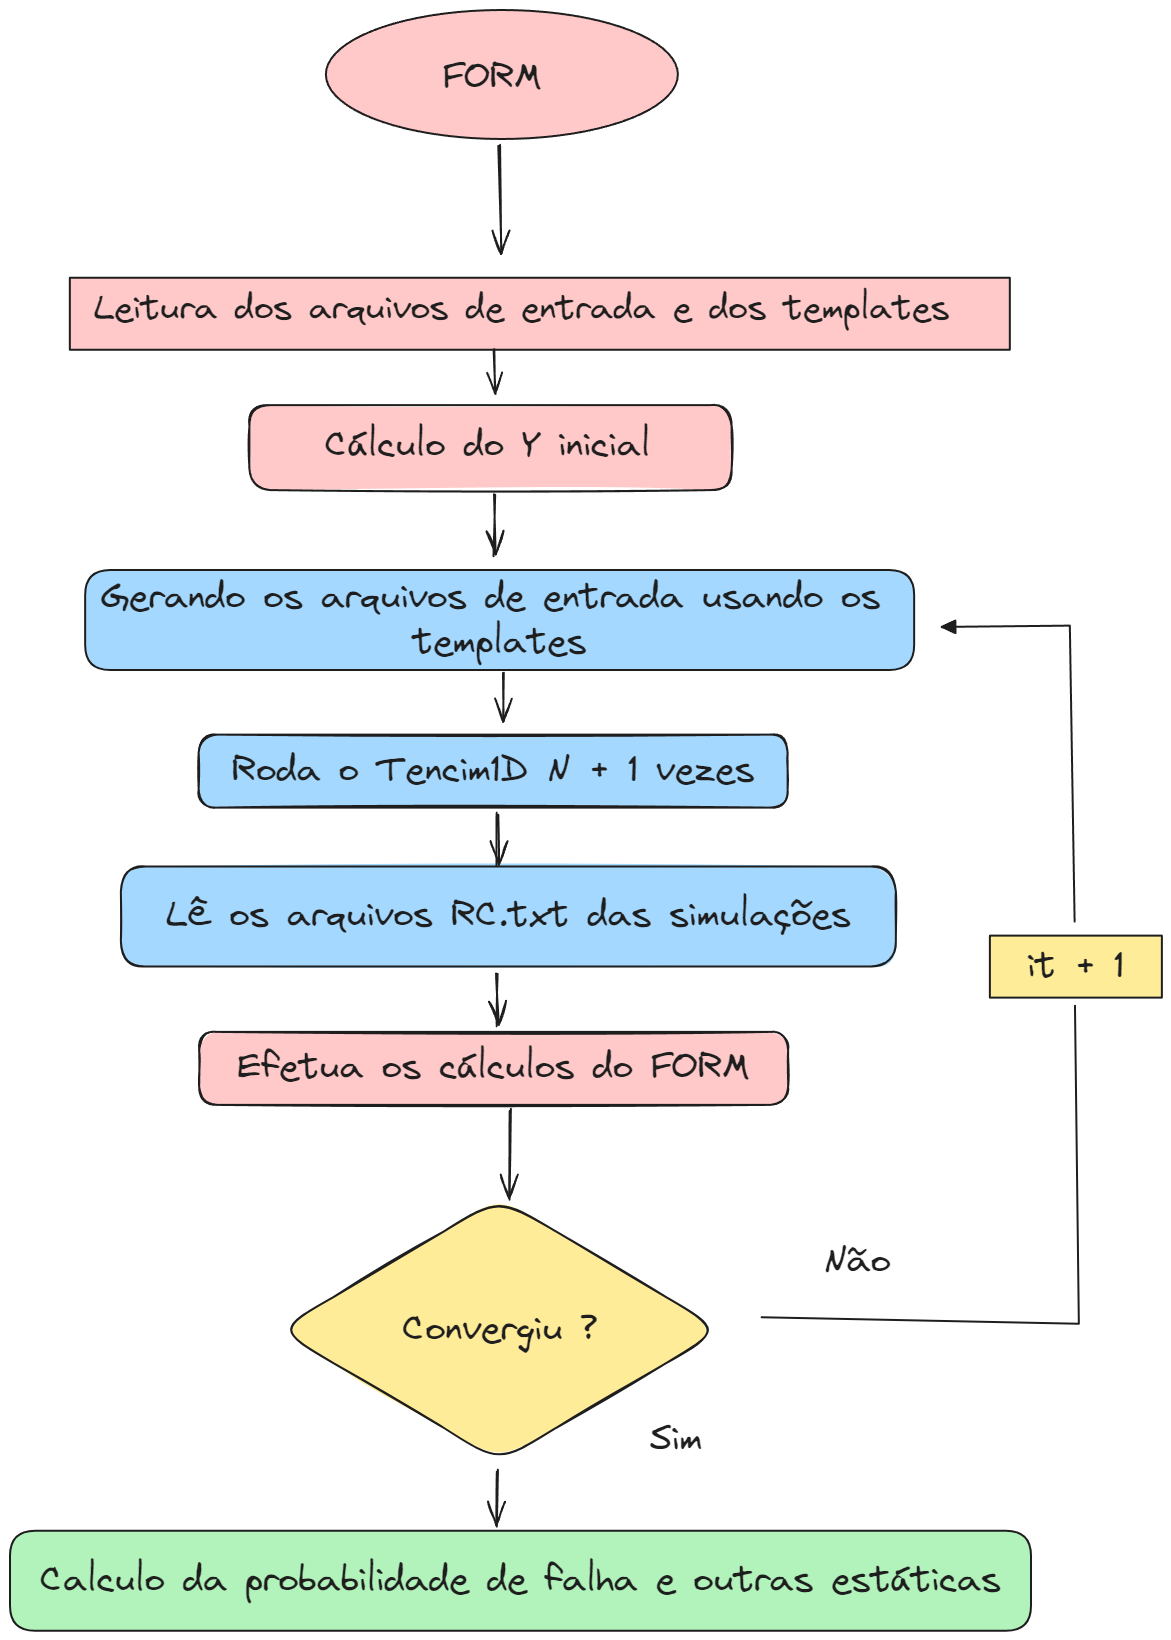 FORM
Leitura dos arquivos de entrada e dos templates
Cálculo do Y inicial
Gerando os arquivos de entrada usando os
templates
Roda o Tencim1D N + 1 vezes
Lê os arquivos RC.txt das simulações
it + 1
Efetua os cálculos do FORM
Não
Convergiu ?
Sim
Calculo da probabilidade de falha e outras estáticas